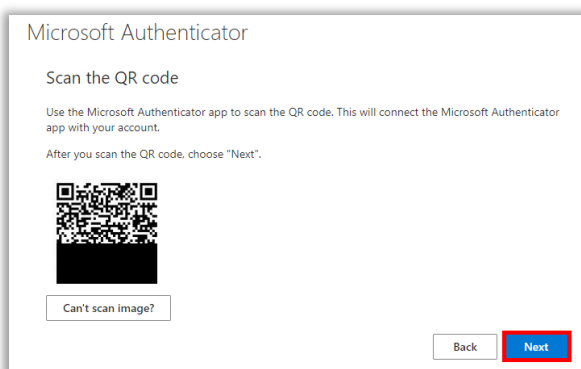 Microsoft Authenticator
Scan the QR code
Use the Microsoft Authenticator app to scan the QR code. This will connect the Microsoft Authenticator
app with your account.
After you scan the QR code, choose "Next".
Can't scan image?
Back
Next